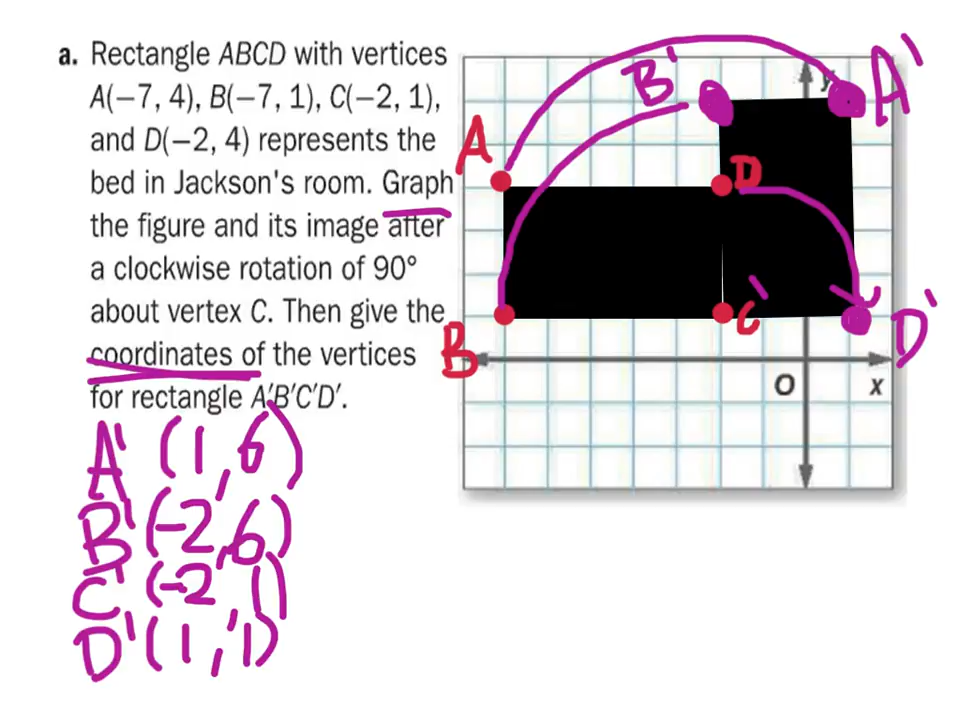 a. Rectangle ABCD with vertices
A(−7, 4), B(−7, 1), C(−2, 1),
and D(−2, 4) represents the
bed in Jackson's room. Graph
the figure and its image after
a clockwise rotation of 90°
about vertex C. Then give the
coordinates of the vertices
for rectangle A′B′C′D′.
A' (1, 6)
B' (-2, 6)
C' (-2, 1)
D' (1, 1)
B'
A'
y
A
D
C'
D'
B
O
x